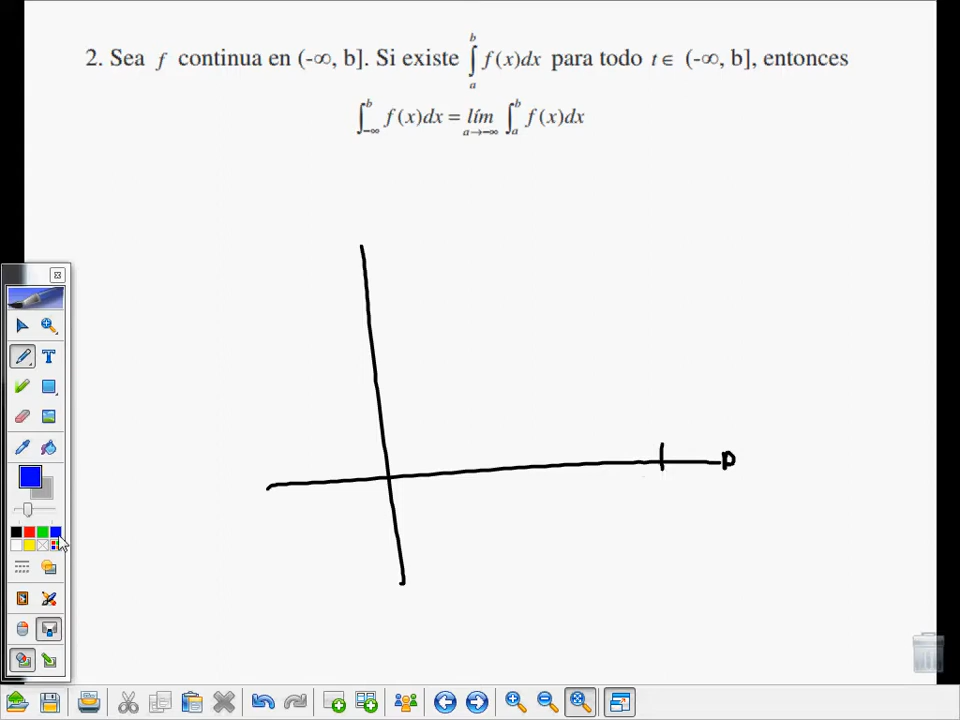 2. Sea f continua en (-∞, b]. Si existe ∫_a^b f(x)dx para todo t ∈ (-∞, b], entonces
∫_{-∞}^b f(x)dx = lím_{a→-∞} ∫_a^b f(x)dx